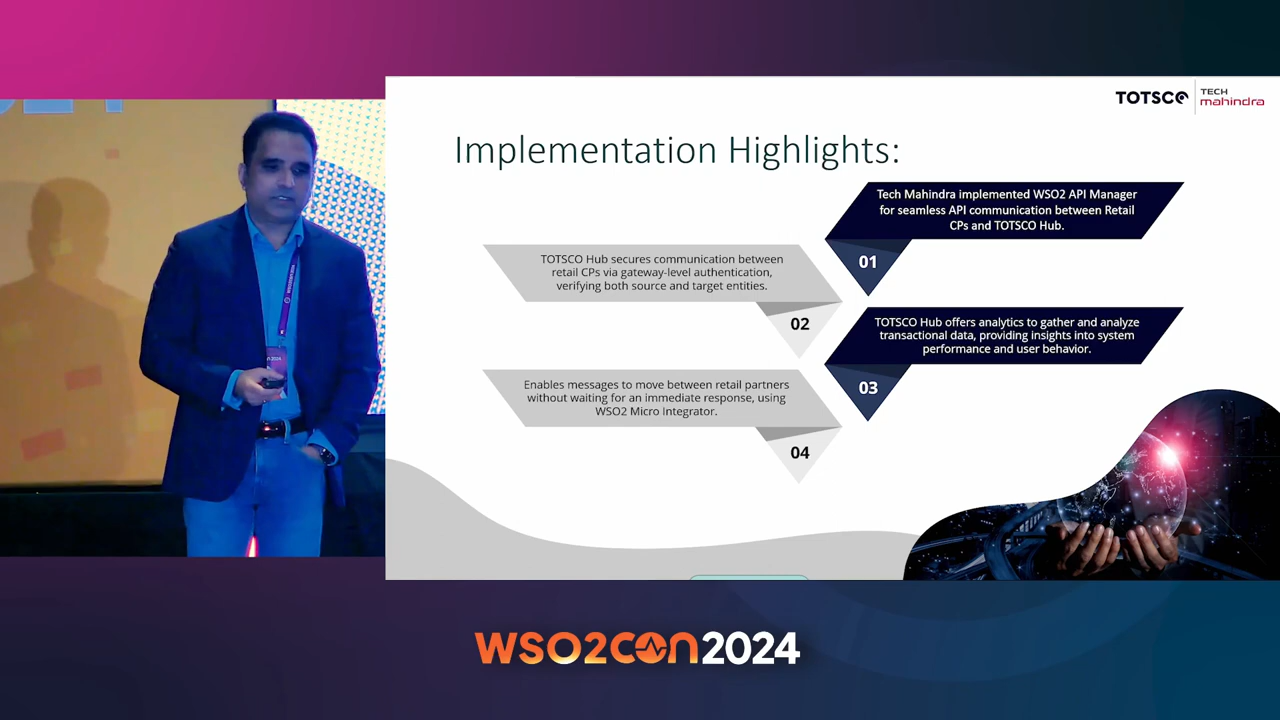 TOTSCO
TECH
mahindra
Implementation Highlights:
Tech Mahindra implemented WSO2 API Manager
for seamless API communication between Retail
CPs and TOTSCO Hub.
01
TOTSCO Hub secures communication between
retail CPs via gateway-level authentication,
verifying both source and target entities.
02
TOTSCO Hub offers analytics to gather and analyze
transactional data, providing insights into system
performance and user behavior.
03
Enables messages to move between retail partners
without waiting for an immediate response, using
WSO2 Micro Integrator.
04
WSO2CON2024